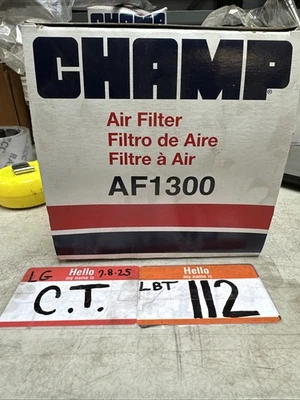 CHAMP®
Air Filter
Filtro de Aire
Filtre à Air
AF1300
LG Hello 7.8.25
my name is
C.T.
Hello
my name is
LBT 112